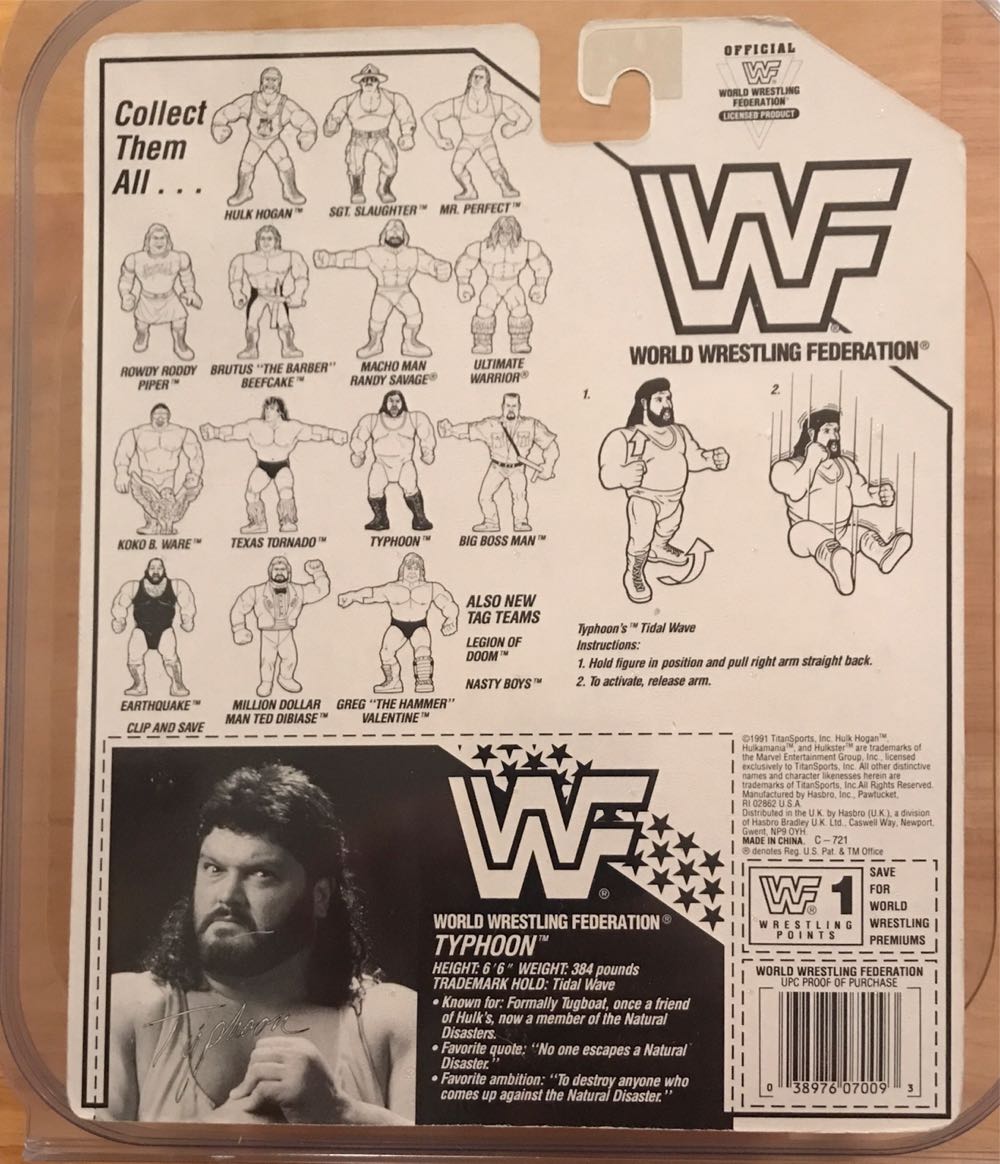 Collect
Them
All . . .
HULK HOGAN™
SGT. SLAUGHTER™
MR. PERFECT™
ROWDY RODDY
PIPER™
BRUTUS "THE BARBER"
BEEFCAKE™
MACHO MAN
RANDY SAVAGE®
ULTIMATE
WARRIOR®
KOKO B. WARE™
TEXAS TORNADO™
TYPHOON™
BIG BOSS MAN™
EARTHQUAKE™
MILLION DOLLAR
MAN TED DIBIASE™
GREG "THE HAMMER"
VALENTINE™
ALSO NEW
TAG TEAMS
LEGION OF
DOOM™
NASTY BOYS™
CLIP AND SAVE
OFFICIAL
WF
WORLD WRESTLING
FEDERATION
LICENSED PRODUCT
WF
WORLD WRESTLING FEDERATION®
1.
2.
Typhoon's™ Tidal Wave
Instructions:
1. Hold figure in position and pull right arm straight back.
2. To activate, release arm.
©1991 TitanSports, Inc. Hulk Hogan™,
Hulkamania™, and Hulkster™ are trademarks of
the Marvel Entertainment Group, Inc., licensed
exclusively to TitanSports, Inc. All other distinctive
names and character likenesses herein are
trademarks of TitanSports, Inc.All Rights Reserved.
Manufactured by Hasbro, Inc., Pawtucket,
RI 02862 U.S.A.
Distributed in the U.K. by Hasbro (U.K.), a division
of Hasbro Bradley U.K. Ltd., Caswell Way, Newport,
Gwent, NP9 OYH.
MADE IN CHINA. C-721
® denotes Reg. U.S. Pat. & TM Office
Typhoon
WF®
WORLD WRESTLING FEDERATION®
TYPHOON™
HEIGHT: 6'6" WEIGHT: 384 pounds
TRADEMARK HOLD: Tidal Wave
• Known for: Formally Tugboat, once a friend
of Hulk's, now a member of the Natural
Disasters.
• Favorite quote: "No one escapes a Natural
Disaster."
• Favorite ambition: "To destroy anyone who
comes up against the Natural Disaster."
WF® 1
WRESTLING
POINTS
SAVE
FOR
WORLD
WRESTLING
PREMIUMS
WORLD WRESTLING FEDERATION
UPC PROOF OF PURCHASE
0 38976 07009 3